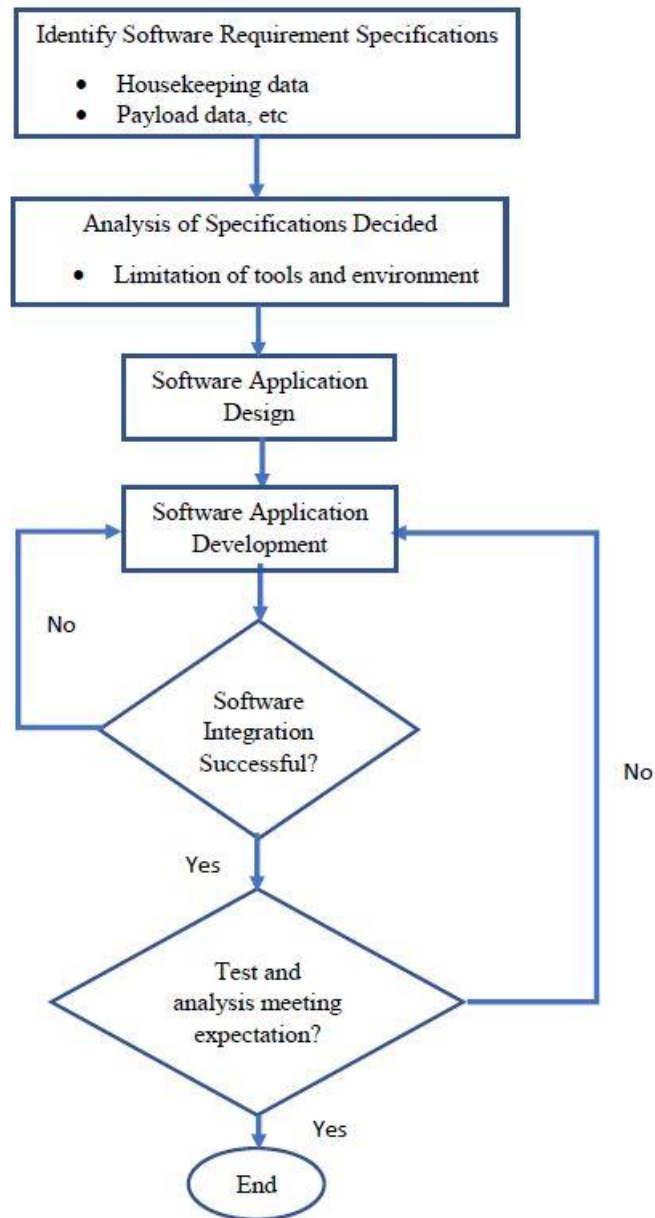 Identify Software Requirement Specifications
• Housekeeping data
• Payload data, etc
Analysis of Specifications Decided
• Limitation of tools and environment
Software Application
Design
Software Application
Development
No
Software
Integration
Successful?
No
Yes
Test and
analysis meeting
expectation?
Yes
End